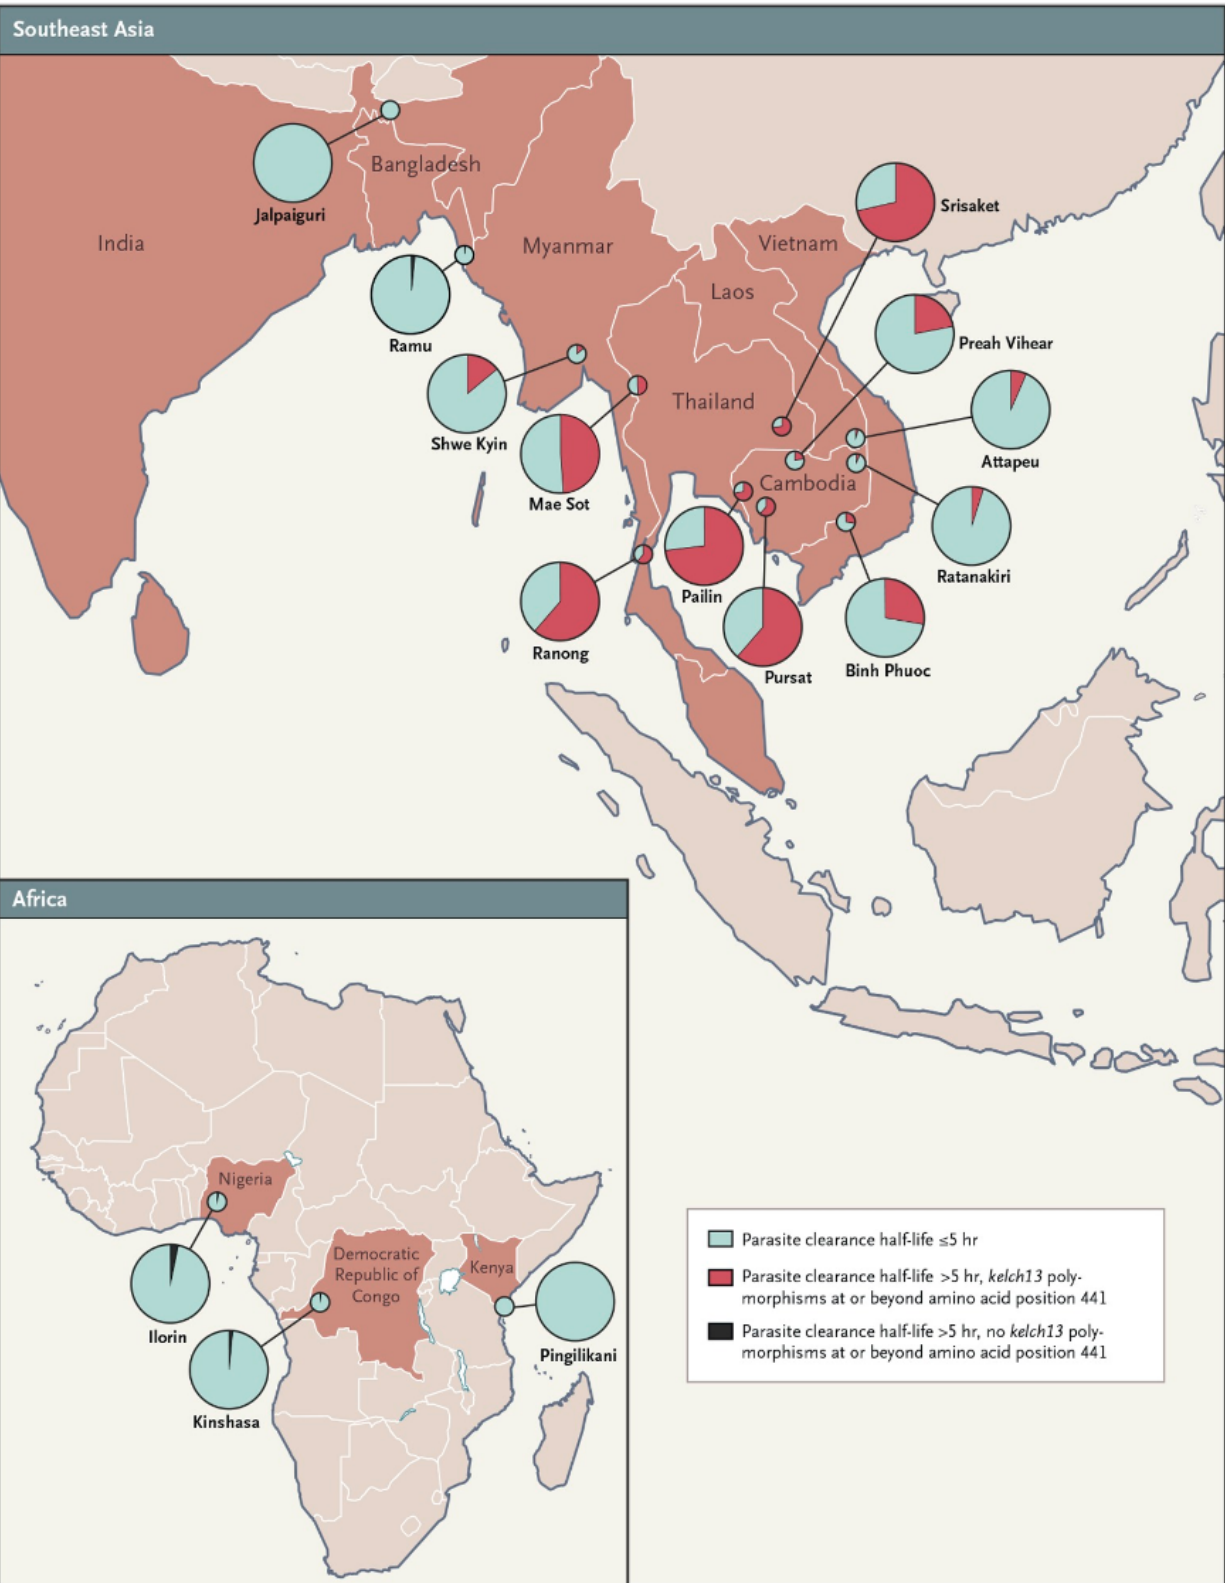 Southeast Asia
India
Bangladesh
Myanmar
Vietnam
Laos
Thailand
Cambodia
Jalpaiguri
Ramu
Shwe Kyin
Mae Sot
Ranong
Pailin
Pursat
Binh Phuoc
Ratanakiri
Attapeu
Preah Vihear
Srisaket
Africa
Nigeria
Democratic
Republic of
Congo
Kenya
Ilorin
Kinshasa
Pingilikani
Parasite clearance half-life ≤5 hr
Parasite clearance half-life >5 hr, kelch13 poly-
morphisms at or beyond amino acid position 441
Parasite clearance half-life >5 hr, no kelch13 poly-
morphisms at or beyond amino acid position 441